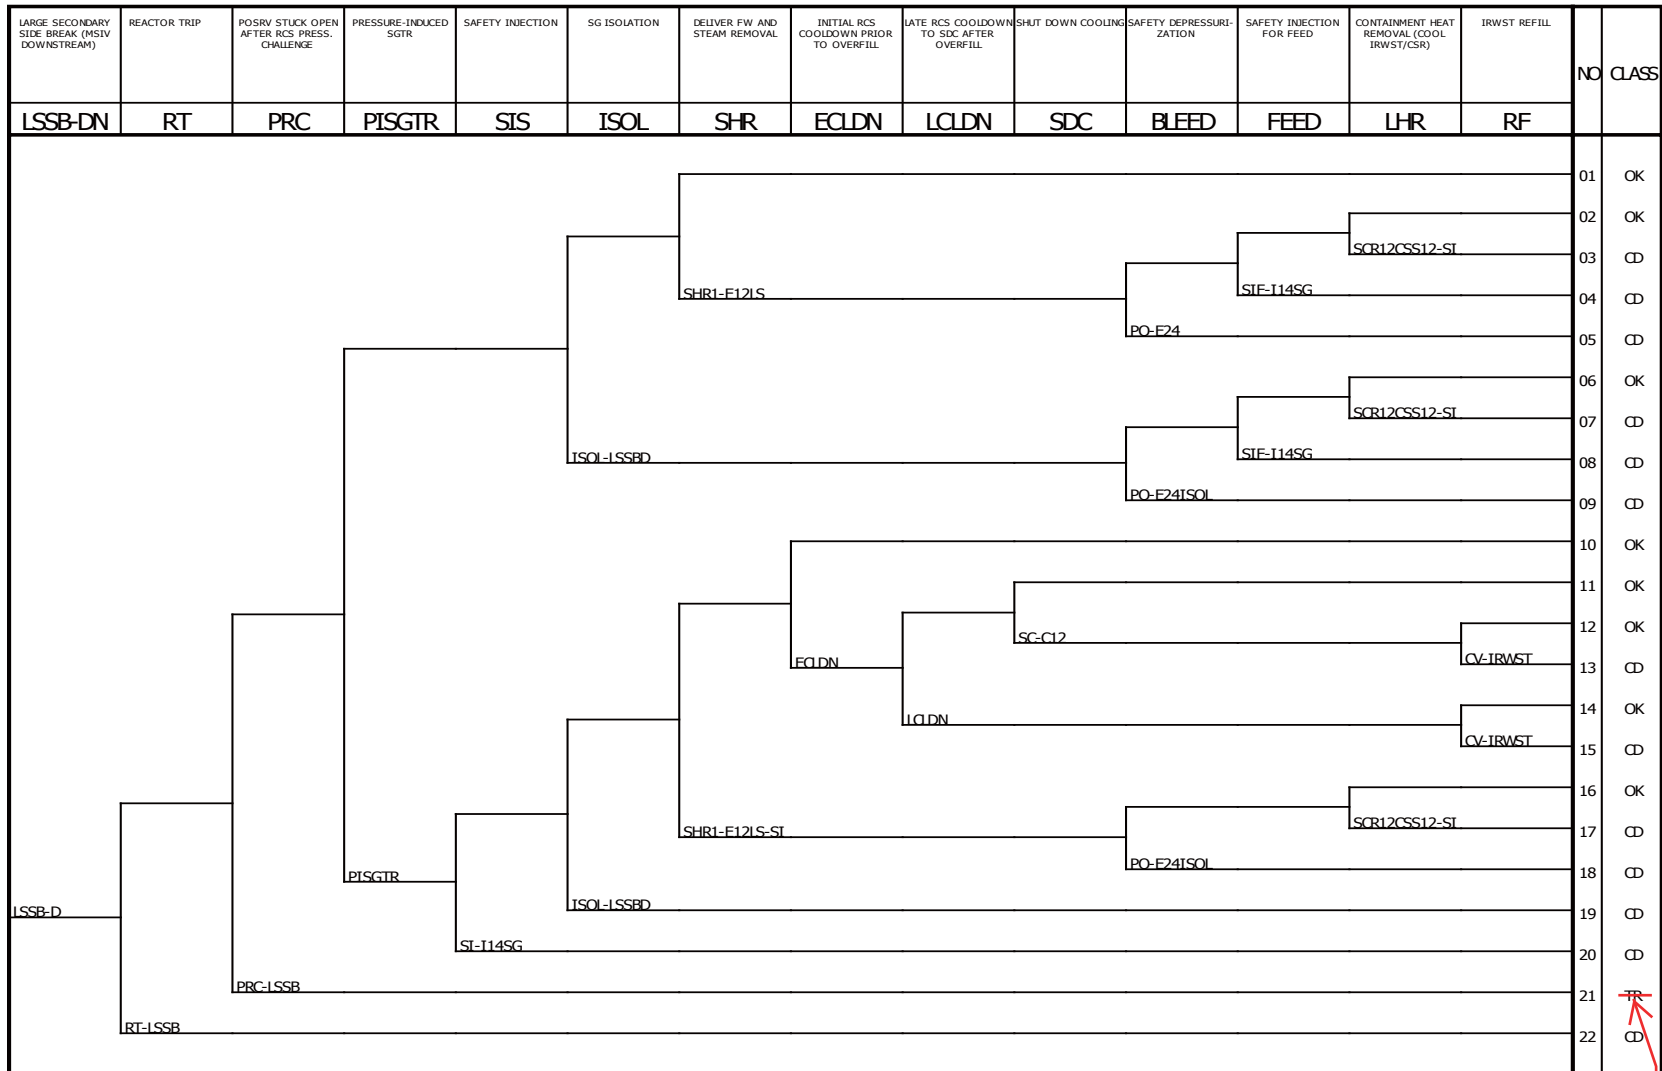 LARGE SECONDARY
SIDE BREAK (MSIV
DOWNSTREAM)
REACTOR TRIP
POSRV STUCK OPEN
AFTER RCS PRESS.
CHALLENGE
PRESSURE-INDUCED
SGTR
SAFETY INJECTION
SG ISOLATION
DELIVER FW AND
STEAM REMOVAL
INITIAL RCS
COOLDOWN PRIOR
TO OVERFILL
LATE RCS COOLDOWN
TO SDC AFTER
OVERFILL
SHUT DOWN COOLING
SAFETY DEPRESSURI-
ZATION
SAFETY INJECTION
FOR FEED
CONTAINMENT HEAT
REMOVAL (COOL
IRWST/CSR)
IRWST REFILL
NO CLASS
LSSB-DN RT PRC PISGTR SIS ISOL SHR ECLDN LCLDN SDC BLEED FEED LHR RF
01 OK
02 OK
SCR12CSS12-SI
03 CD
SHR1-E12LS SIF-I14SG
04 CD
PO-E24
05 CD
06 OK
SCR12CSS12-SI
07 CD
ISOL-LSSBD SIF-I14SG
08 CD
PO-E24ISOL
09 CD
10 OK
11 OK
12 OK
SC-C12
ECLDN CV-IRWST
13 CD
14 OK
LCLDN
CV-IRWST
15 CD
16 OK
SHR1-E12LS-SI SCR12CSS12-SI
17 CD
PISGTR PO-E24ISOL
18 CD
LSSB-D ISOL-LSSBD
19 CD
SI-I14SG
20 CD
PRC-LSSB
21 TR
RT-LSSB
22 CD